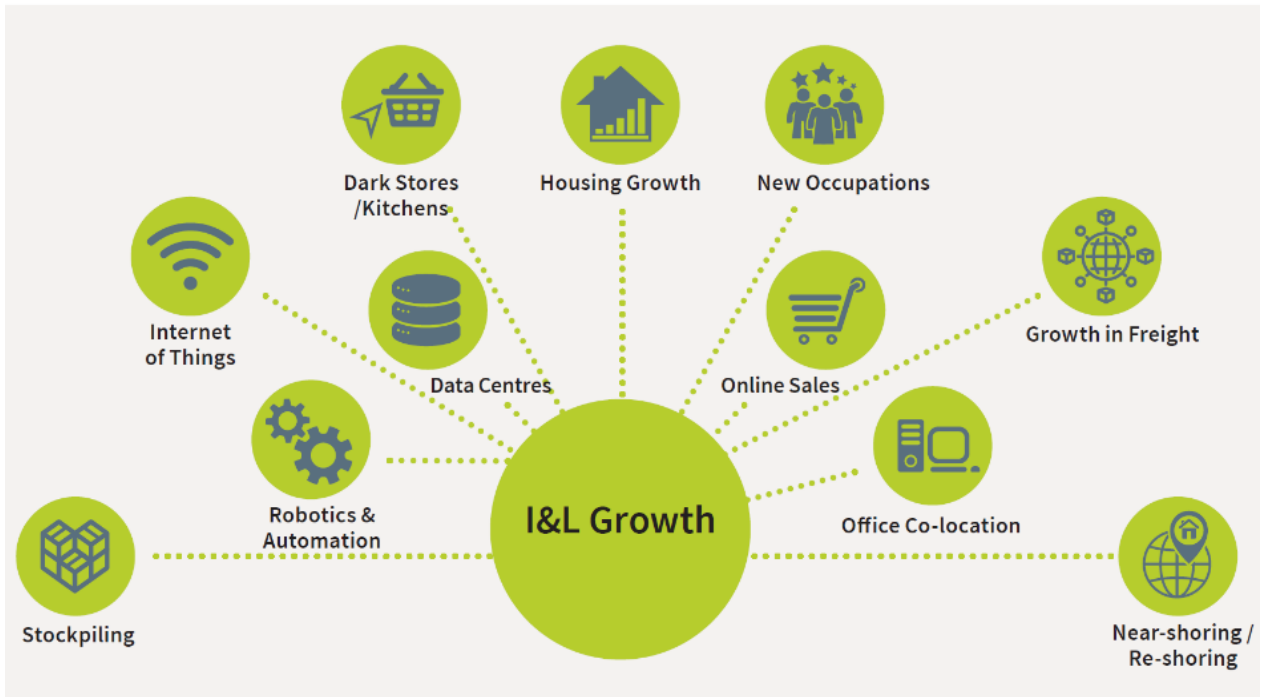 Dark Stores
/Kitchens
Housing Growth
New Occupations
Internet
of Things
Growth in Freight
Data Centres
Online Sales
Robotics &
Automation
I&L Growth
Office Co-location
Stockpiling
Near-shoring /
Re-shoring